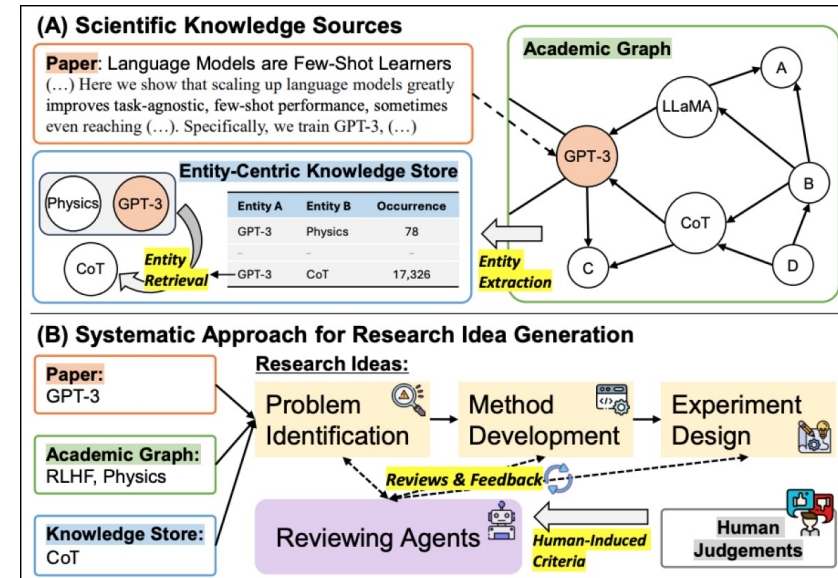 (A) Scientific Knowledge Sources
Paper: Language Models are Few-Shot Learners
(…) Here we show that scaling up language models greatly
improves task-agnostic, few-shot performance, sometimes
even reaching (…). Specifically, we train GPT-3, (…)
Academic Graph
A
LLaMA
GPT-3
B
CoT
C
D
Entity-Centric Knowledge Store
Physics
GPT-3
CoT
Entity
Retrieval
Entity A Entity B Occurrence
GPT-3 Physics 78
– – –
GPT-3 CoT 17,326
Entity
Extraction
(B) Systematic Approach for Research Idea Generation
Paper:
GPT-3
Academic Graph:
RLHF, Physics
Knowledge Store:
CoT
Research Ideas:
Problem
Identification
Method
Development
Experiment
Design
Reviews & Feedback
Reviewing Agents
Human-Induced
Criteria
Human
Judgements